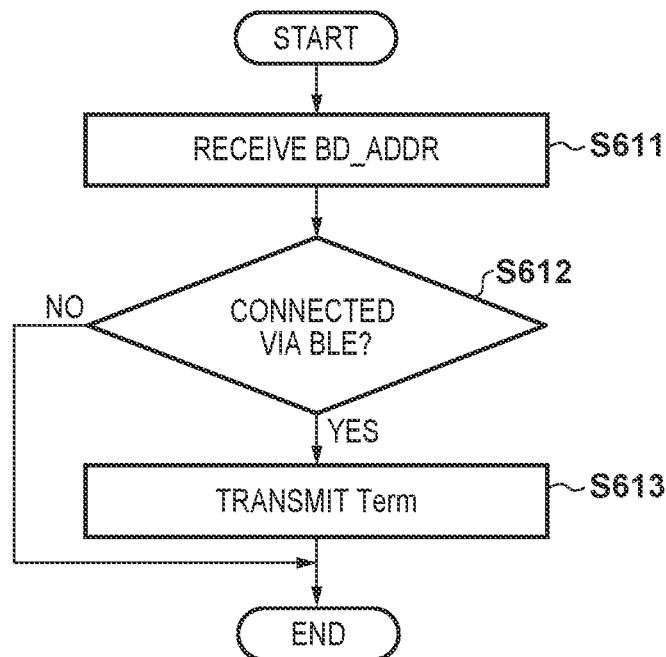 START
RECEIVE BD_ADDR
S611
S612
NO
CONNECTED
VIA BLE?
YES
TRANSMIT Term
S613
END